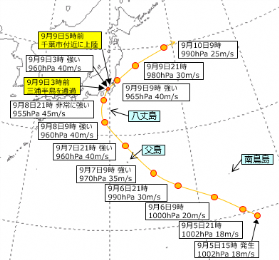 9月9日5時前
千葉市付近に上陸
9月9日3時 強い
960hPa 40m/s
9月9日3時前
三浦半島を通過
9月8日21時 非常に強い
955hPa 45m/s
9月8日9時 強い
960hPa 40m/s
9月7日21時 強い
960hPa 40m/s
9月7日9時 強い
970hPa 35m/s
9月6日21時
990hPa 30m/s
9月6日9時
1000hPa 20m/s
9月5日21時
1002hPa 18m/s
9月5日15時 発生
1002hPa 18m/s
9月10日9時
990hPa 25m/s
9月9日21時
980hPa 30m/s
9月9日9時 強い
965hPa 40m/s
八丈島
父島
南鳥島